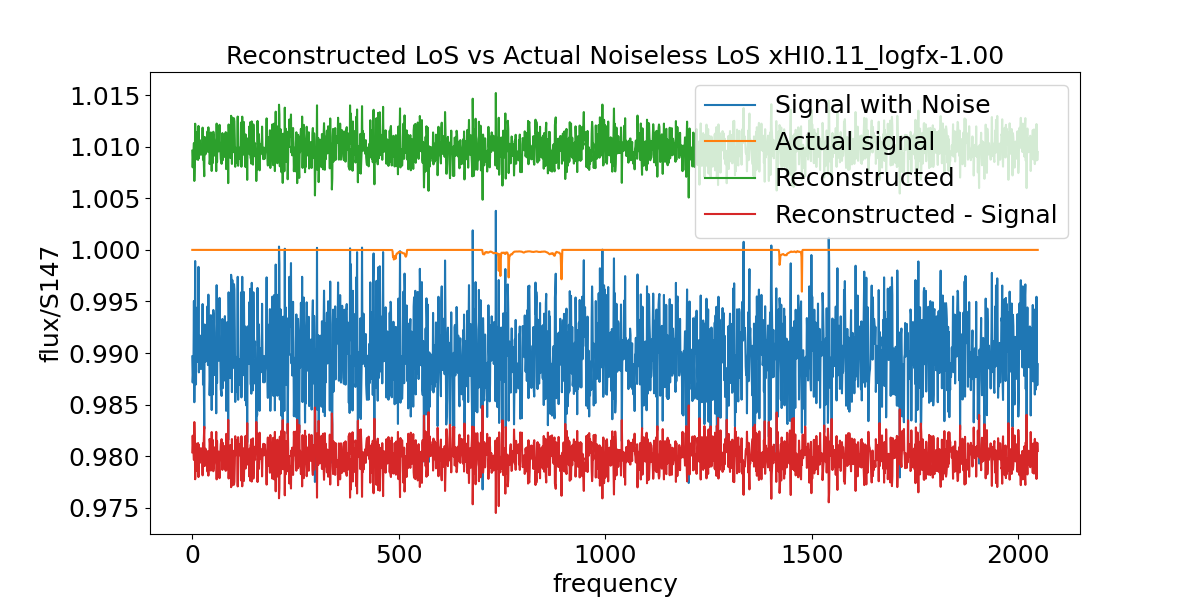 Reconstructed LoS vs Actual Noiseless LoS xHI0.11_logfx-1.00
flux/S147
1.015
1.010
1.005
1.000
0.995
0.990
0.985
0.980
0.975
Signal with Noise
Actual signal
Reconstructed
Reconstructed - Signal
0
500
1000
1500
2000
frequency